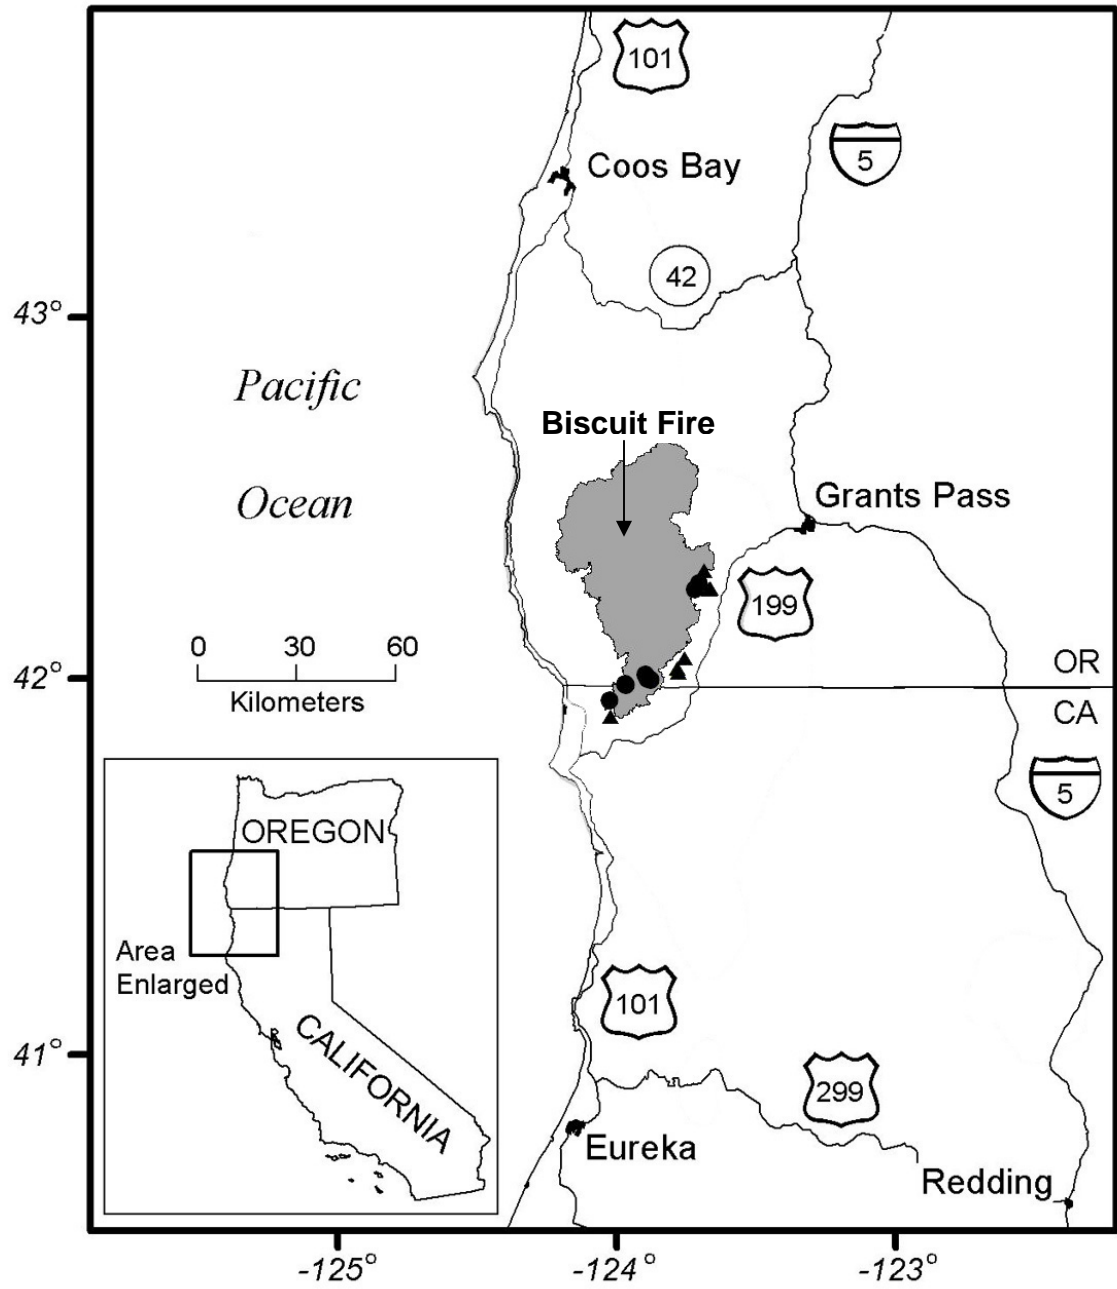 101
5
Coos Bay
42
43°
Pacific
Biscuit Fire
Grants Pass
Ocean
199
0 30 60
Kilometers
OR
42°
CA
5
OREGON
Area
Enlarged
101
CALIFORNIA
41°
299
Eureka
Redding
-125° -124° -123°